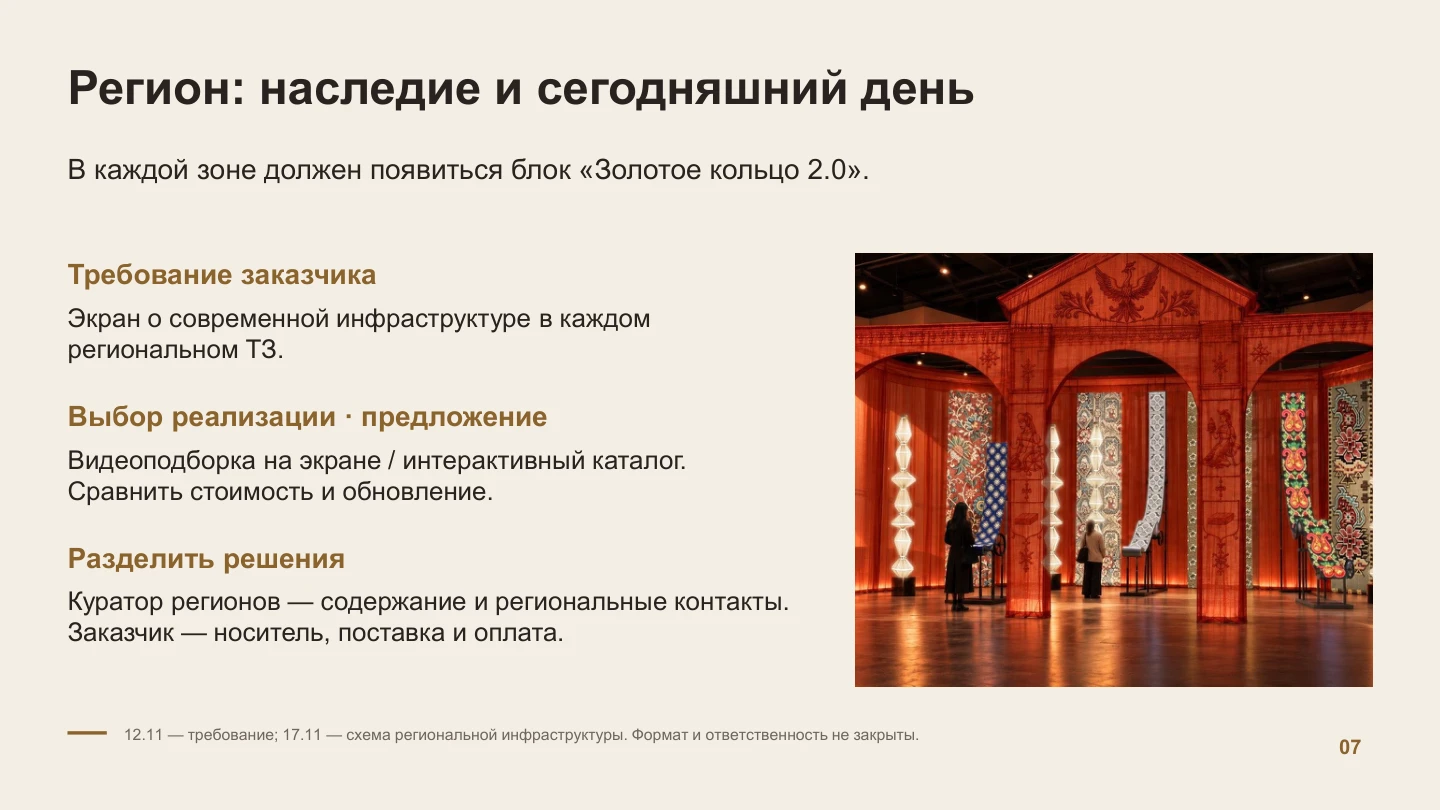 Регион: наследие и сегодняшний день
В каждой зоне должен появиться блок «Золотое кольцо 2.0».
Требование заказчика
Экран о современной инфраструктуре в каждом
региональном ТЗ.
Выбор реализации · предложение
Видеоподборка на экране / интерактивный каталог.
Сравнить стоимость и обновление.
Разделить решения
Куратор регионов — содержание и региональные контакты.
Заказчик — носитель, поставка и оплата.
12.11 — требование; 17.11 — схема региональной инфраструктуры. Формат и ответственность не закрыты.
07